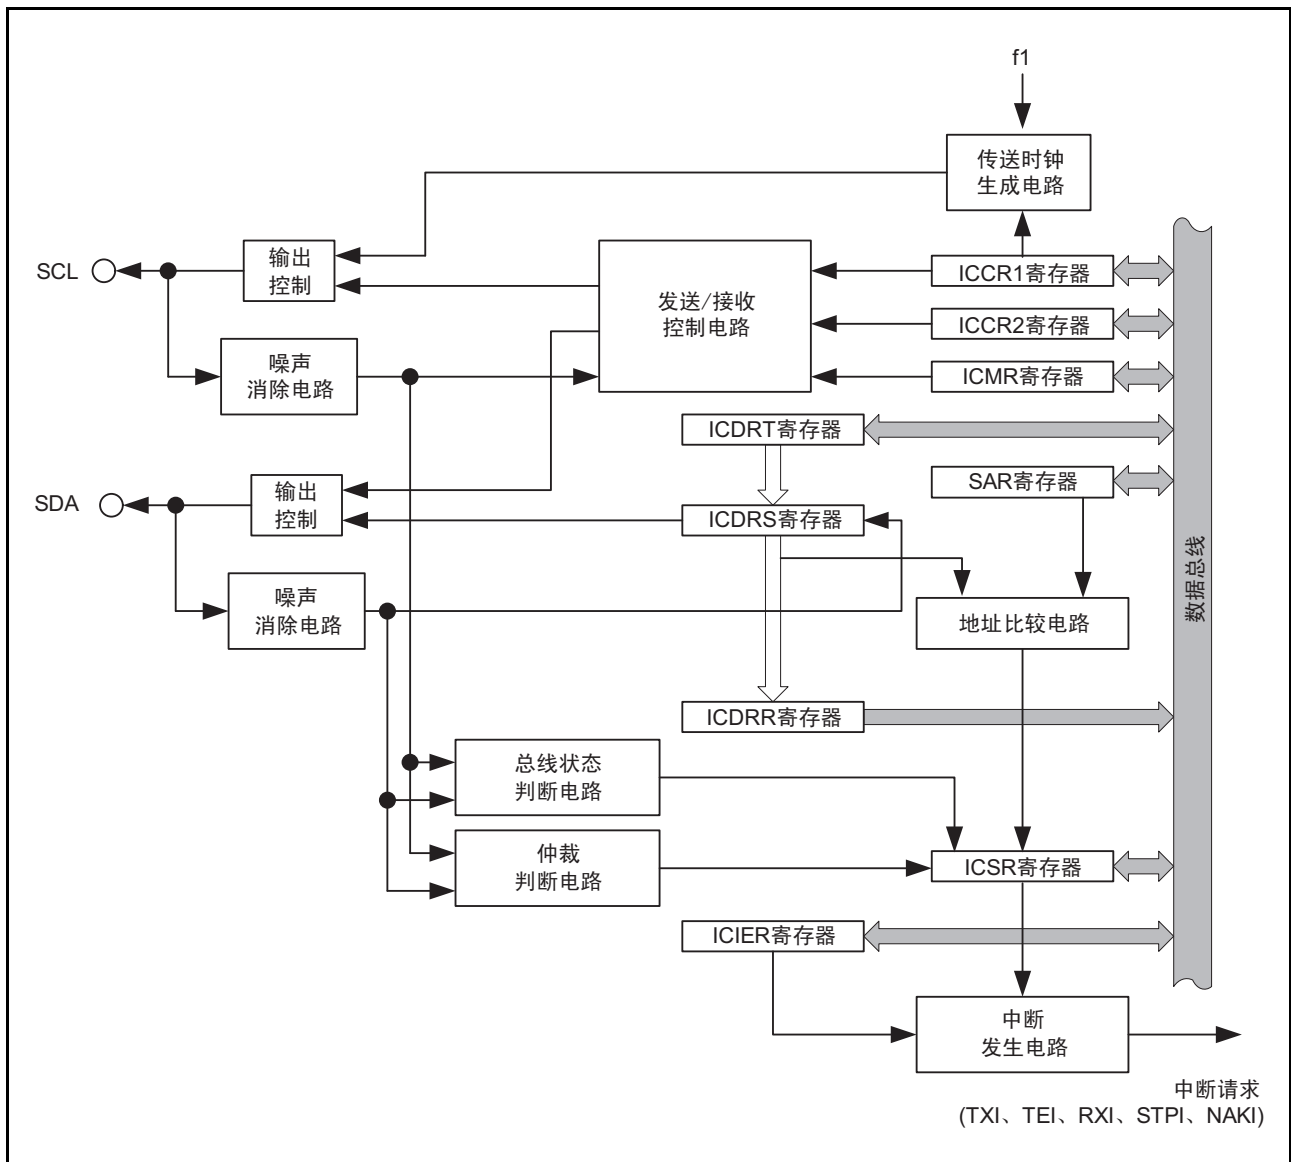 f1
传送时钟
生成电路
SCL
输出
控制
发送/接收
控制电路
ICCR1寄存器
ICCR2寄存器
噪声
消除电路
ICMR寄存器
ICDRT寄存器
SDA
输出
控制
SAR寄存器
ICDRS寄存器
数据总线
噪声
消除电路
地址比较电路
ICDRR寄存器
总线状态
判断电路
仲裁
判断电路
ICSR寄存器
ICIER寄存器
中断
发生电路
中断请求
(TXI、TEI、RXI、STPI、NAKI)